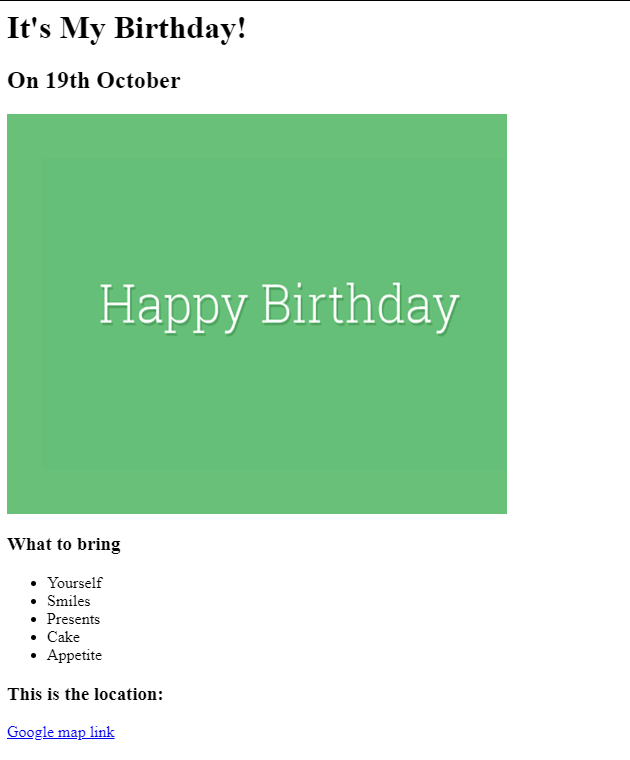 It's My Birthday!
On 19th October
Happy Birthday
What to bring
Yourself
Smiles
Presents
Cake
Appetite
This is the location:
Google map link